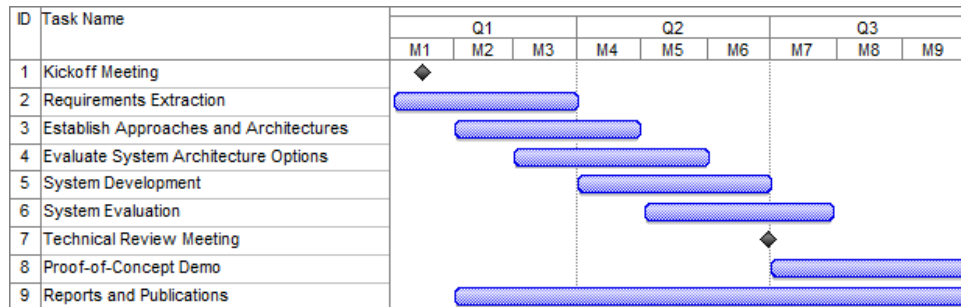 ID Task Name Q1 Q2 Q3
M1 M2 M3 M4 M5 M6 M7 M8 M9
1 Kickoff Meeting
2 Requirements Extraction
3 Establish Approaches and Architectures
4 Evaluate System Architecture Options
5 System Development
6 System Evaluation
7 Technical Review Meeting
8 Proof-of-Concept Demo
9 Reports and Publications